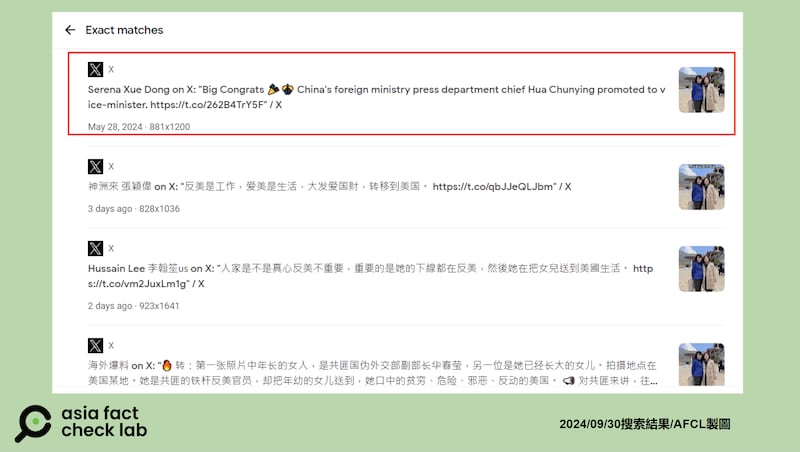 Exact matches
X
Serena Xue Dong on X: "Big Congrats 🎉👏 China's foreign ministry press department chief Hua Chunying promoted to v
ice-minister. https://t.co/262B4TrY5F" / X
May 28, 2024 · 881x1200
X
神洲來 張穎偉 on X: "反美是工作，爱美是生活，大发爱国财，转移到美国。 https://t.co/qbJJeQLJbm" / X
3 days ago · 828x1036
X
Hussain Lee 李翰笙us on X: "人家是不是真心反美不重要，重要的是她的下線都在反美，然後她在把女兒送到美國生活。 http
s://t.co/vm2JuxLm1g" / X
2 days ago · 923x1641
X
海外爆料 on X: "🔥 转：第一张照片中年长的女人，是共匪国伪外交部副部长华春莹，另一位是她已经长大的女儿。拍摄地点在
美国某地。她是共匪的铁杆反美官员，却把年幼的女儿送到，她口中的贫穷、危险、邪恶、反动的美国。 📢 对共匪来讲，往...
asia fact
check lab
2024/09/30搜索結果/AFCL製圖